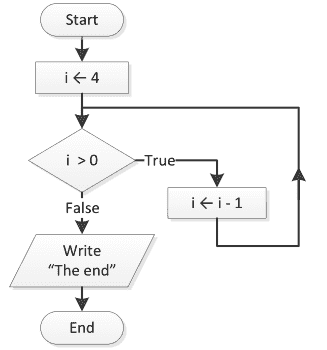 Start
i ← 4
i > 0
True
i ← i - 1
False
Write
“The end”
End